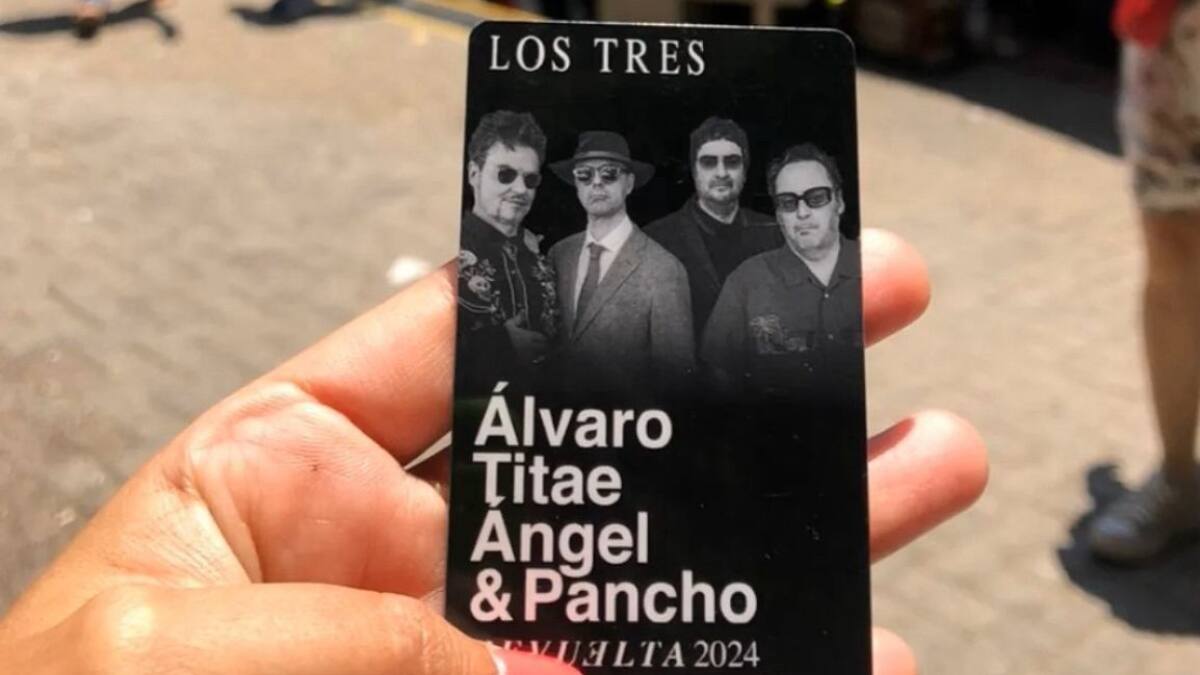 LOS TRES
Álvaro
Titae
Ángel
& Pancho
2024